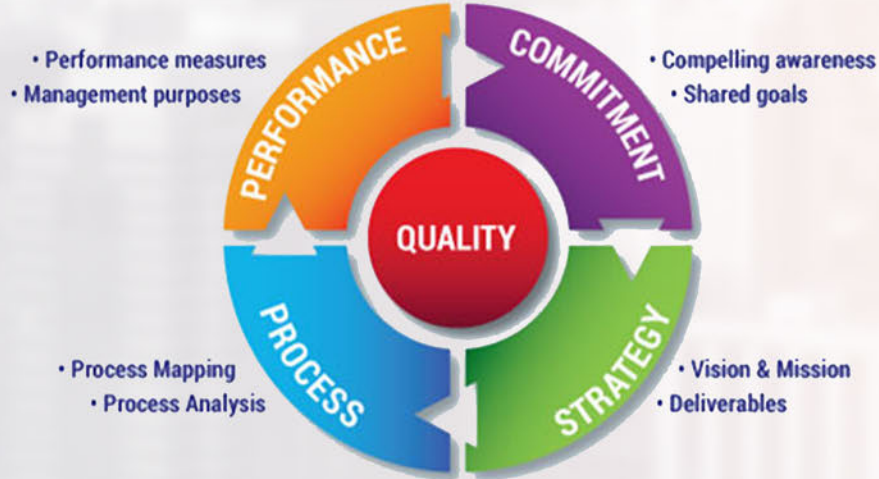 PERFORMANCE
• Performance measures
• Management purposes
COMMITMENT
• Compelling awareness
• Shared goals
QUALITY
PROCESS
• Process Mapping
• Process Analysis
STRATEGY
• Vision & Mission
• Deliverables